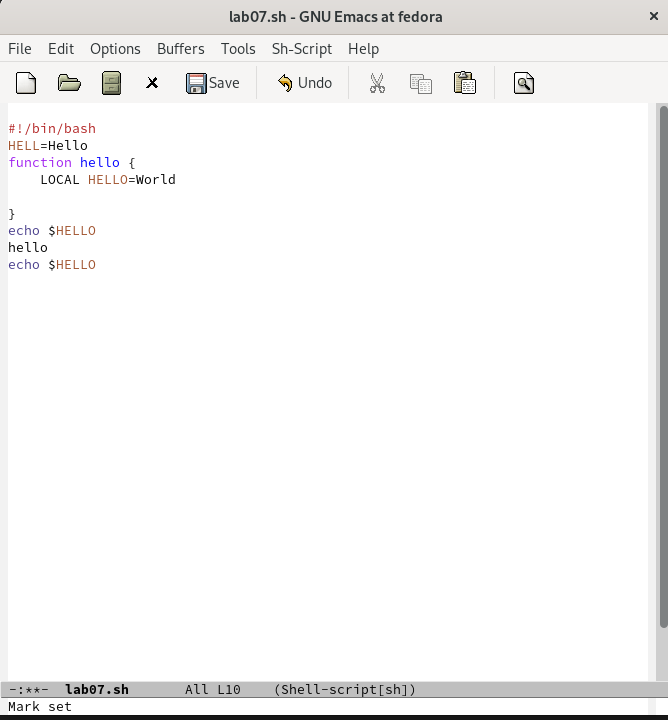 lab07.sh - GNU Emacs at fedora
File Edit Options Buffers Tools Sh-Script Help
Save Undo
#!/bin/bash
HELL=Hello
function hello {
    LOCAL HELLO=World
}
echo $HELLO
hello
echo $HELLO
-:**-  lab07.sh       All L10    (Shell-script[sh])
Mark set